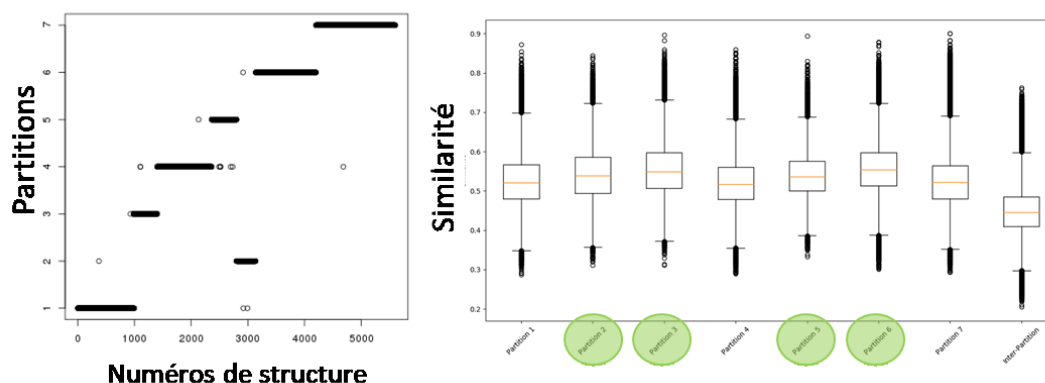 Partitions
7
6
5
4
3
2
1
0
1000
2000
3000
4000
5000
Numéros de structure
Similarité
0.9
0.8
0.7
0.6
0.5
0.4
0.3
0.2
Partition 1
Partition 2
Partition 3
Partition 4
Partition 5
Partition 6
Partition 7
Inter-Partition